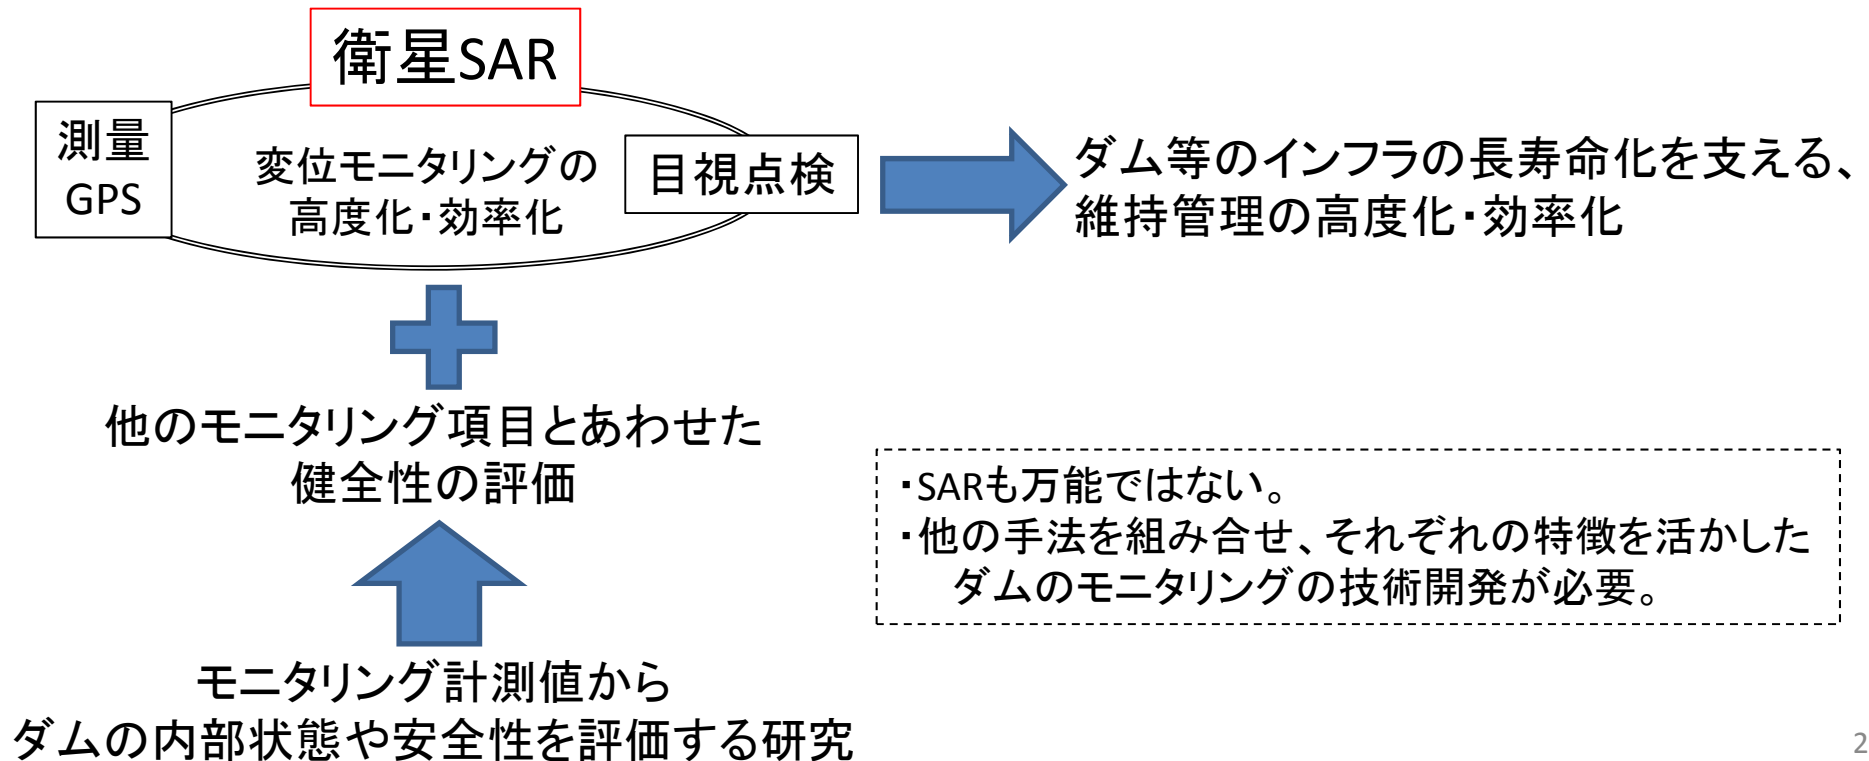 衛星SAR
測量
GPS
変位モニタリングの
高度化・効率化
目視点検
ダム等のインフラの長寿命化を支える、
維持管理の高度化・効率化
他のモニタリング項目とあわせた
健全性の評価
・SARも万能ではない。
・他の手法を組み合せ、それぞれの特徴を活かした
ダムのモニタリングの技術開発が必要。
モニタリング計測値から
ダムの内部状態や安全性を評価する研究
2